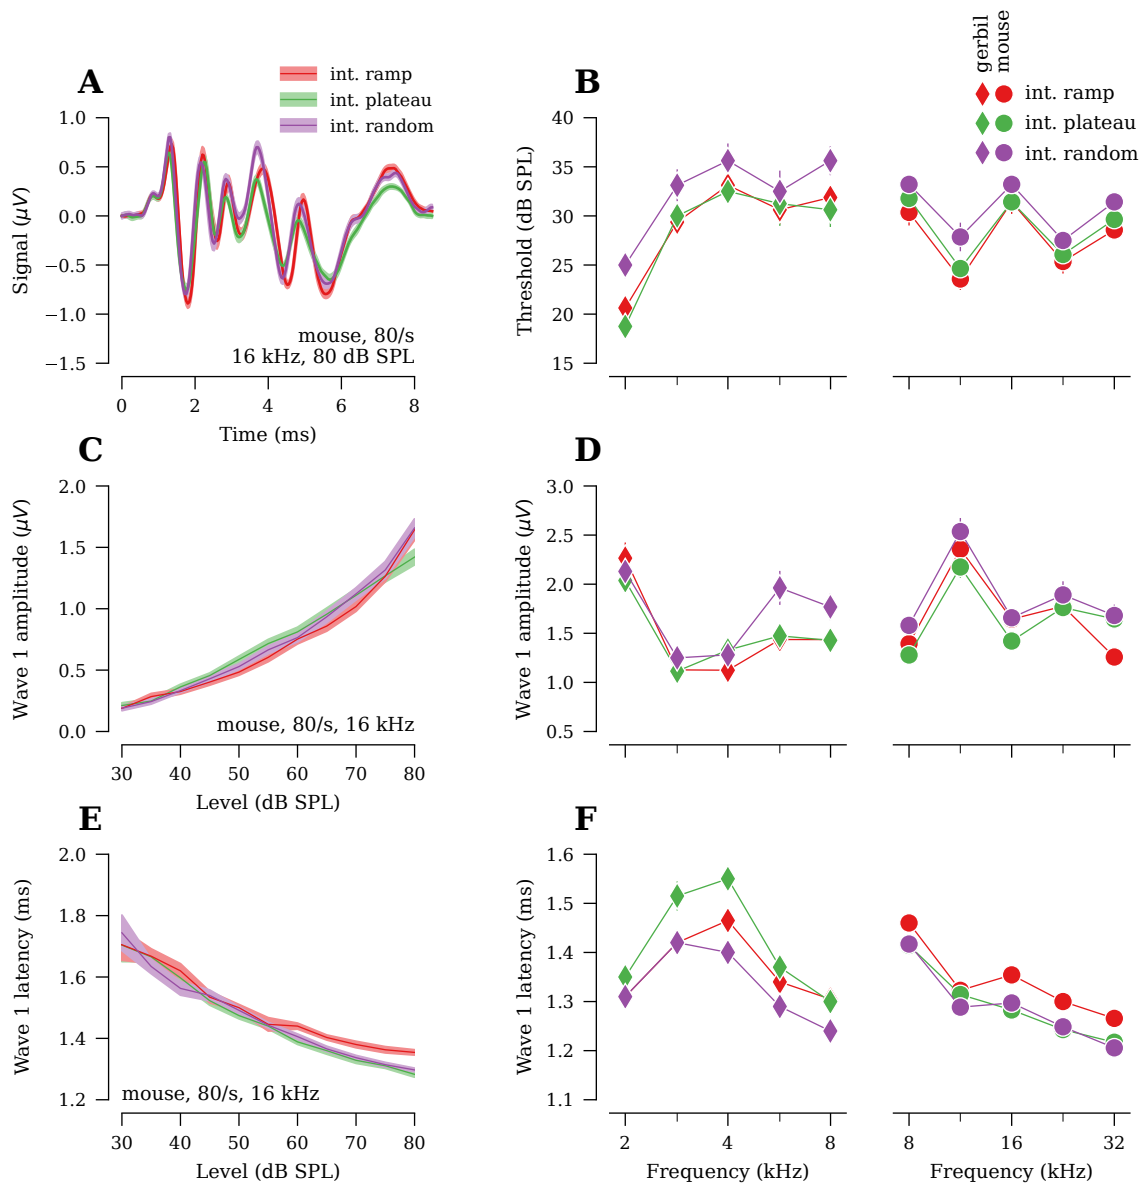 A
int. ramp
int. plateau
int. random
Signal (μV)
1.0
0.5
0.0
−0.5
−1.0
−1.5
mouse, 80/s
16 kHz, 80 dB SPL
0 2 4 6 8
Time (ms)
B
gerbil
mouse
int. ramp
int. plateau
int. random
Threshold (dB SPL)
40
35
30
25
20
15
C
Wave 1 amplitude (μV)
2.0
1.5
1.0
0.5
0.0
mouse, 80/s, 16 kHz
30 40 50 60 70 80
Level (dB SPL)
D
Wave 1 amplitude (μV)
3.0
2.5
2.0
1.5
1.0
0.5
E
Wave 1 latency (ms)
2.0
1.8
1.6
1.4
1.2
mouse, 80/s, 16 kHz
30 40 50 60 70 80
Level (dB SPL)
F
Wave 1 latency (ms)
1.6
1.5
1.4
1.3
1.2
1.1
2 4 8
Frequency (kHz)
8 16 32
Frequency (kHz)